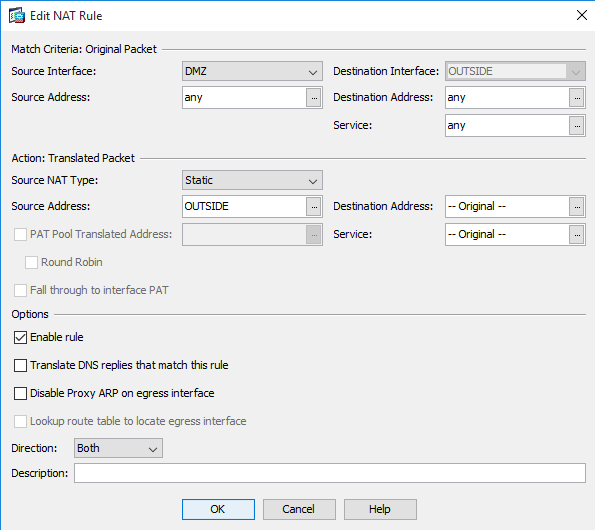 Edit NAT Rule
Match Criteria: Original Packet
Source Interface: DMZ Destination Interface: OUTSIDE
Source Address: any ... Destination Address: any ...
Service: any ...
Action: Translated Packet
Source NAT Type: Static
Source Address: OUTSIDE ... Destination Address: -- Original -- ...
PAT Pool Translated Address: ... Service: -- Original -- ...
Round Robin
Fall through to interface PAT
Options
Enable rule
Translate DNS replies that match this rule
Disable Proxy ARP on egress interface
Lookup route table to locate egress interface
Direction: Both
Description:
OK Cancel Help